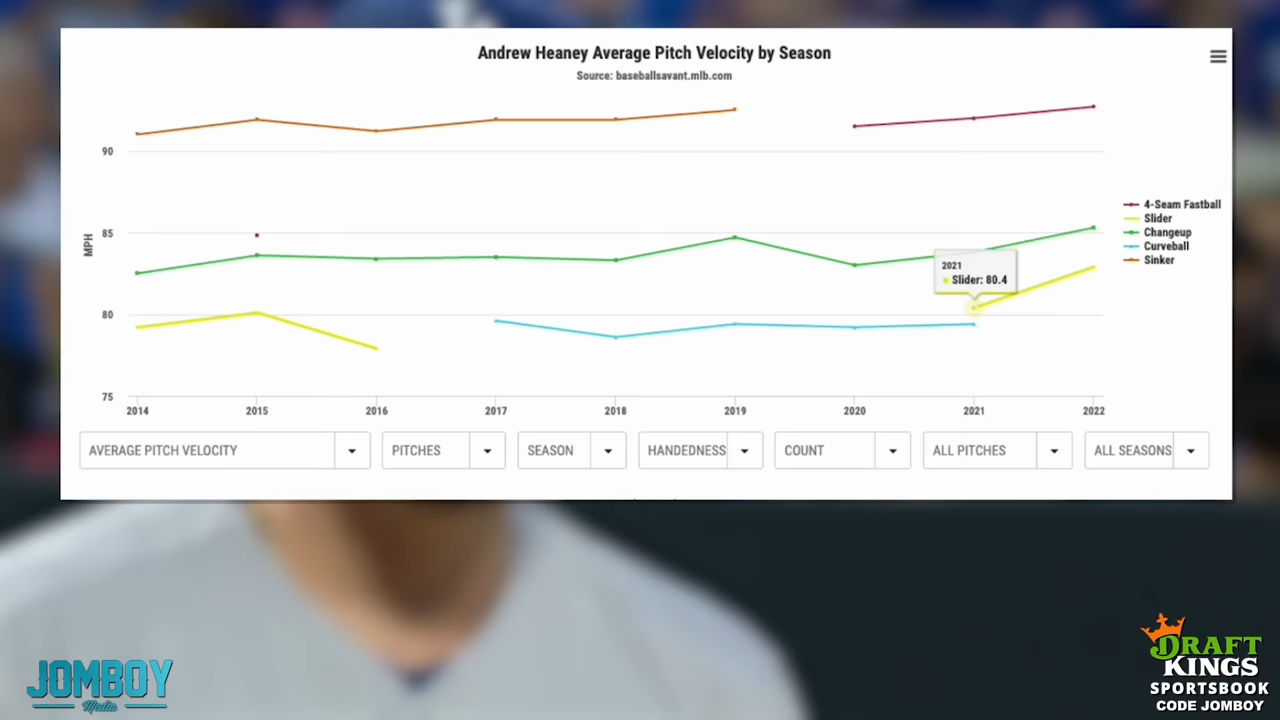 Andrew Heaney Average Pitch Velocity by Season
Source: baseballsavant.mlb.com
90
85
80
75
MPH
2021
Slider: 80.4
4-Seam Fastball
Slider
Changeup
Curveball
Sinker
2014 2015 2016 2017 2018 2019 2020 2021 2022
AVERAGE PITCH VELOCITY PITCHES SEASON HANDEDNESS COUNT ALL PITCHES ALL SEASONS
JOMBOY
Media
DRAFT
KINGS
SPORTSBOOK
CODE JOMBOY